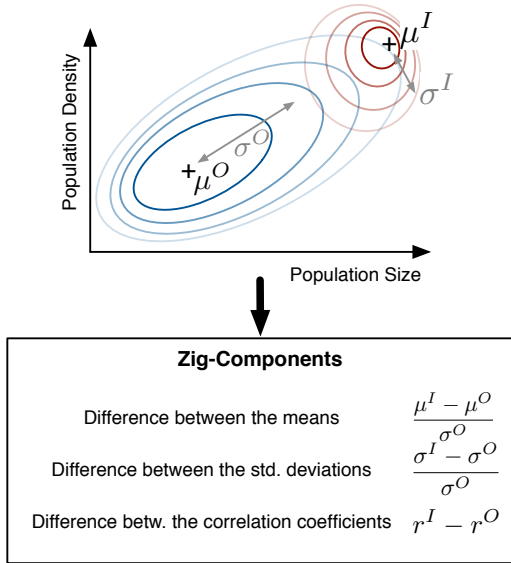 μ^I
Population Density
σ^I
σ^O
μ^O
Population Size
Zig-Components
Difference between the means (μ^I − μ^O)/σ^O
Difference between the std. deviations (σ^I − σ^O)/σ^O
Difference betw. the correlation coefficients r^I − r^O